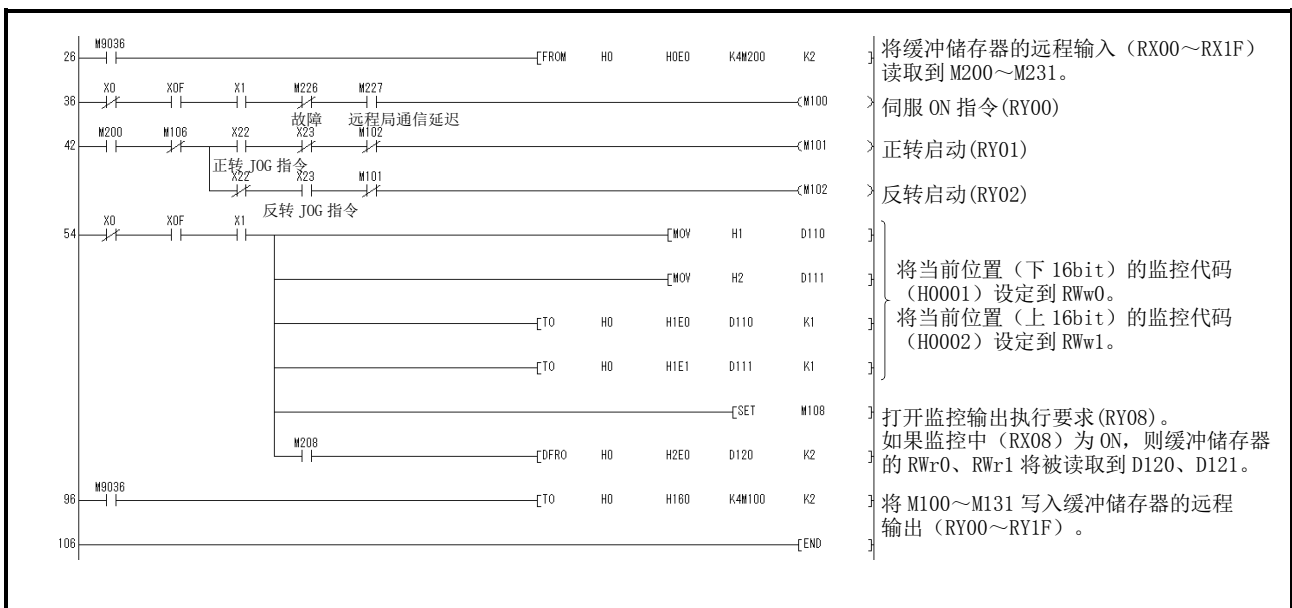 M9036
26 [FROM H0 H0E0 K4M200 K2 ]
将缓冲储存器的远程输入（RX00～RX1F）
读取到 M200～M231。
X0 X0F X1 M226 M227
36 (M100 )
伺服 ON 指令(RY00)
故障 远程局通信延迟
M200 M106 X22 X23 M102
42 (M101 )
正转启动(RY01)
正转 JOG 指令
X22 X23 M101
(M102 )
反转启动(RY02)
反转 JOG 指令
X0 X0F X1
54 [MOV H1 D110 ]
[MOV H2 D111 ]
[TO H0 H1E0 D110 K1 ]
[TO H0 H1E1 D111 K1 ]
将当前位置（下 16bit）的监控代码
（H0001）设定到 RWw0。
将当前位置（上 16bit）的监控代码
（H0002）设定到 RWw1。
[SET M108 ]
打开监控输出执行要求(RY08)。
M208
[DFRO H0 H2E0 D120 K2 ]
如果监控中（RX08）为 ON，则缓冲储存器
的 RWr0、RWr1 将被读取到 D120、D121。
M9036
96 [TO H0 H160 K4M100 K2 ]
将 M100～M131 写入缓冲储存器的远程
输出（RY00～RY1F）。
106 [END ]